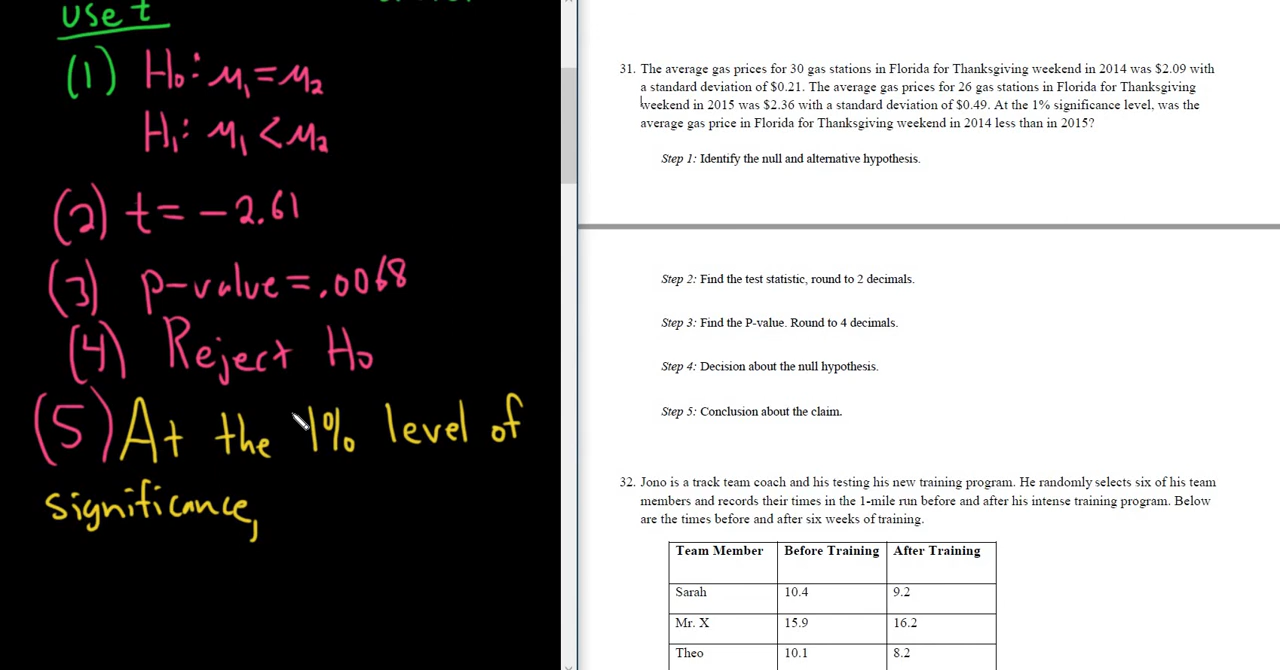 use t
(1) H₀: μ₁ = μ₂
H₁: μ₁ < μ₂
(2) t = -2.61
(3) p-value = .0068
(4) Reject H₀
(5) At the 1% level of
significance,
31. The average gas prices for 30 gas stations in Florida for Thanksgiving weekend in 2014 was $2.09 with
a standard deviation of $0.21. The average gas prices for 26 gas stations in Florida for Thanksgiving
weekend in 2015 was $2.36 with a standard deviation of $0.49. At the 1% significance level, was the
average gas price in Florida for Thanksgiving weekend in 2014 less than in 2015?
Step 1: Identify the null and alternative hypothesis.
Step 2: Find the test statistic, round to 2 decimals.
Step 3: Find the P-value. Round to 4 decimals.
Step 4: Decision about the null hypothesis.
Step 5: Conclusion about the claim.
32. Jono is a track team coach and his testing his new training program. He randomly selects six of his team
members and records their times in the 1-mile run before and after his intense training program. Below
are the times before and after six weeks of training.
Team Member Before Training After Training
Sarah 10.4 9.2
Mr. X 15.9 16.2
Theo 10.1 8.2